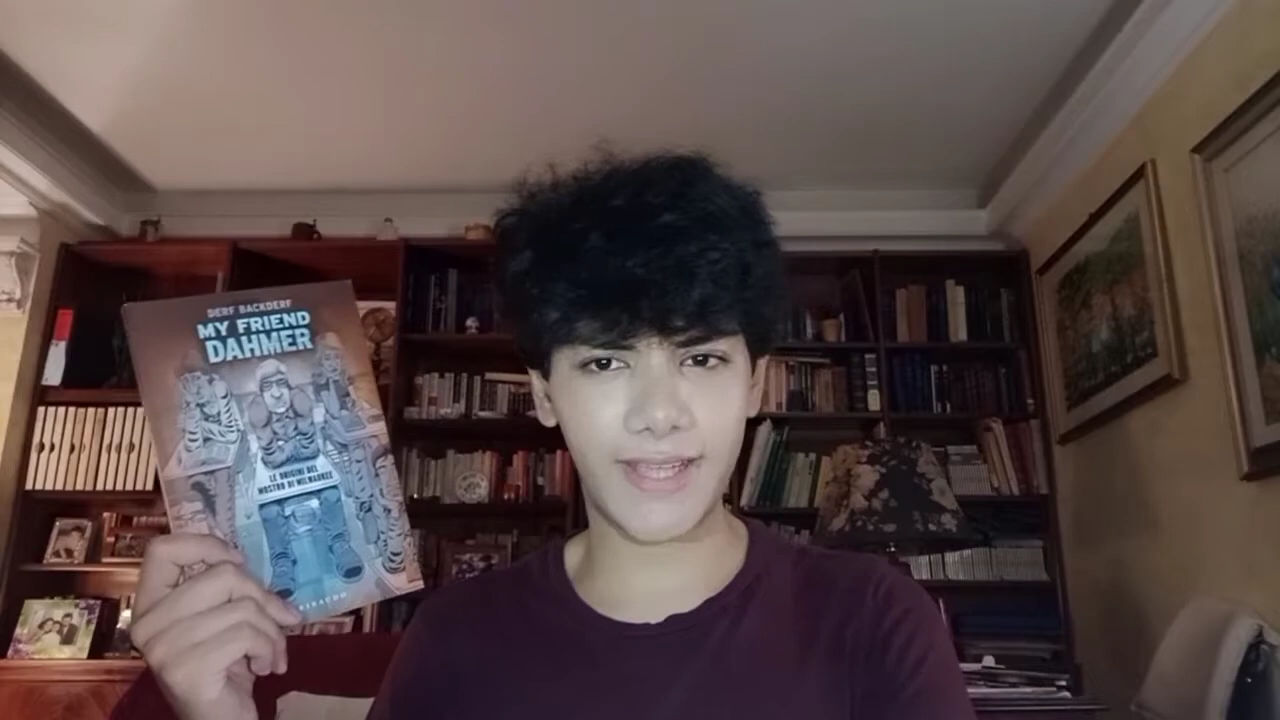 DERF BACKDERF
MY FRIEND
DAHMER
LE ORIGINI DEL
MOSTRO DI MILWAUKEE